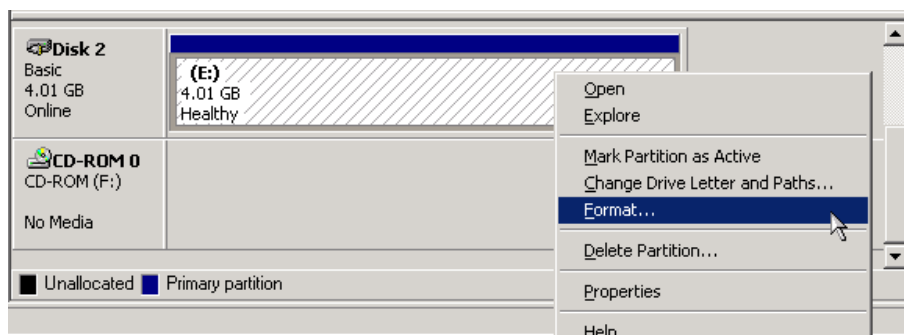 Disk 2
Basic
4.01 GB
Online
(E:)
4.01 GB
Healthy
CD-ROM 0
CD-ROM (F:)
No Media
Unallocated
Primary partition
Open
Explore
Mark Partition as Active
Change Drive Letter and Paths...
Format...
Delete Partition...
Properties
Help